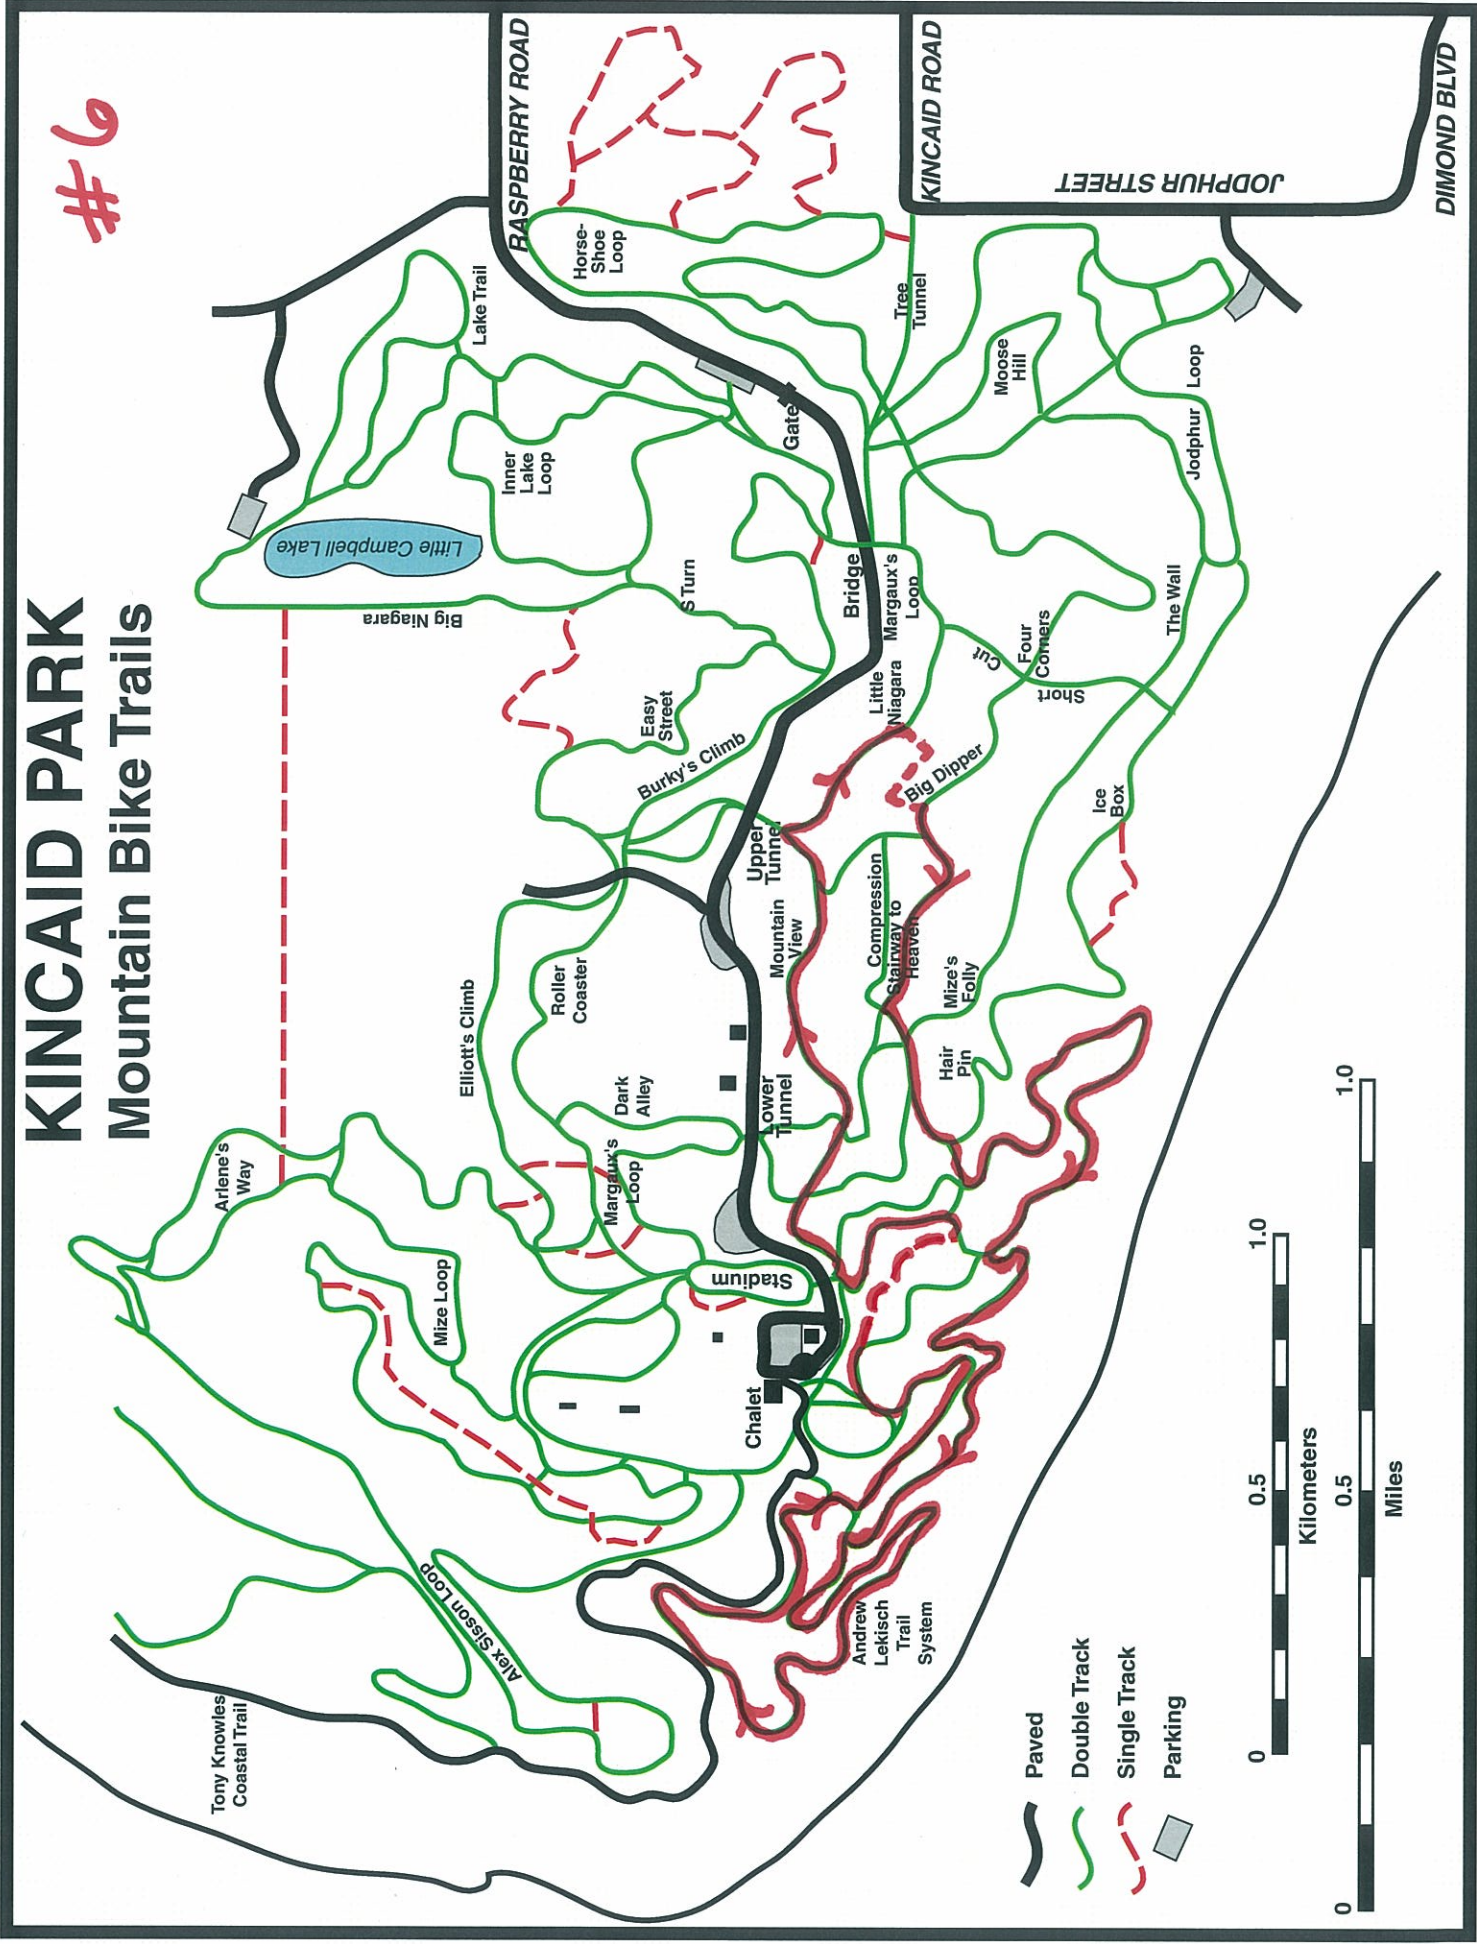 KINCAID PARK
Mountain Bike Trails
# 6
RASPBERRY ROAD
KINCAID ROAD
JODPHUR STREET
DIMOND BLVD
Horse-
Shoe
Loop
Lake Trail
Tree
Tunnel
Moose
Hill
Loop
Jodphur
Gate
Inner
Lake
Loop
Little Campbell Lake
Big Niagara
S Turn
Bridge
Margaux's
Loop
The Wall
Four
Corners
Cut
Short
Little
Niagara
Easy
Street
Burky's Climb
Big Dipper
Ice
Box
Upper
Tunnel
Compression
Stairway to
Heaven
Mountain
View
Mize's
Folly
Roller
Coaster
Elliott's Climb
Hair
Pin
Dark
Alley
Lower
Tunnel
Arlene's
Way
Margaux's
Loop
Stadium
Mize Loop
Chalet
Alex Sisson Loop
Andrew
Lekisch
Trail
System
Tony Knowles
Coastal Trail
Paved
Double Track
Single Track
Parking
0
0.5
1.0
Kilometers
0
0.5
1.0
Miles